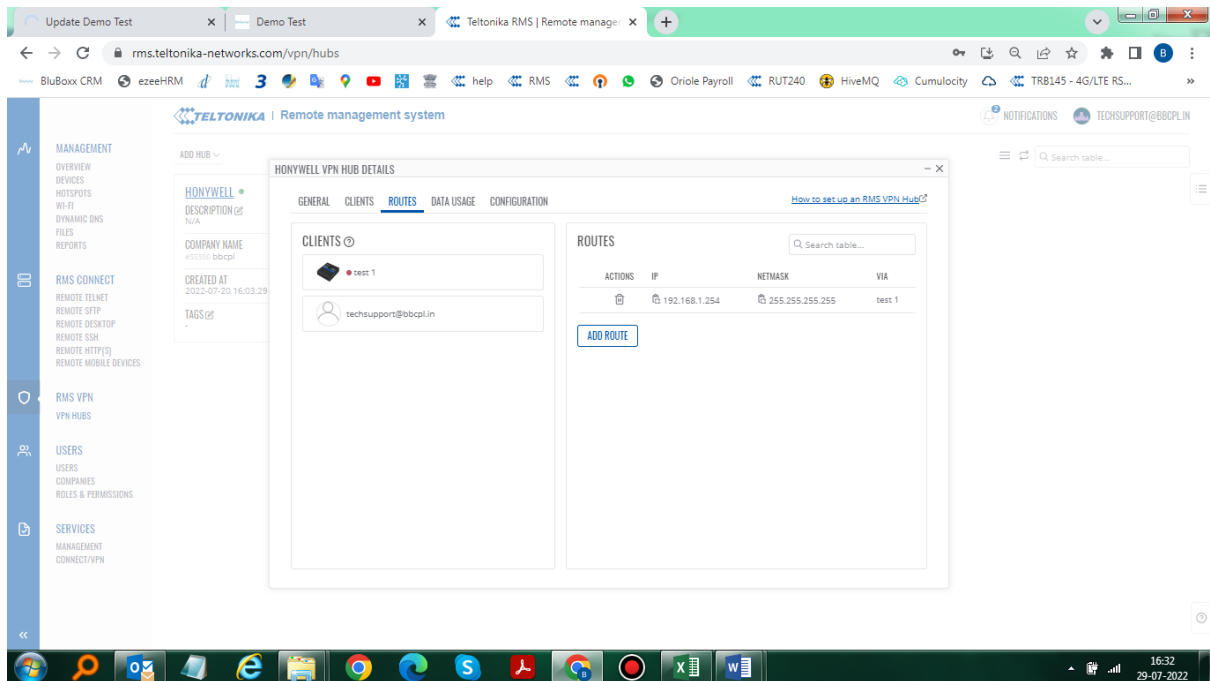 Update Demo Test
Demo Test
Teltonika RMS | Remote manage
rms.teltonika-networks.com/vpn/hubs
B
BluBoxx CRM ezeeHRM help RMS Oriole Payroll RUT240 HiveMQ Cumulocity TRB145 - 4G/LTE RS... »
TELTONIKA | Remote management system
2 NOTIFICATIONS TECHSUPPORT@BBCPL.IN
MANAGEMENT
OVERVIEW
DEVICES
HOTSPOTS
WI-FI
DYNAMIC DNS
FILES
REPORTS
RMS CONNECT
REMOTE TELNET
REMOTE SFTP
REMOTE DESKTOP
REMOTE SSH
REMOTE HTTP(S)
REMOTE MOBILE DEVICES
RMS VPN
VPN HUBS
USERS
USERS
COMPANIES
ROLES & PERMISSIONS
SERVICES
MANAGEMENT
CONNECT/VPN
ADD HUB
Search table...
HONYWELL
DESCRIPTION
N/A
COMPANY NAME
bbcpl
CREATED AT
2022-07-20 16:03:29
TAGS
-
HONYWELL VPN HUB DETAILS
GENERAL CLIENTS ROUTES DATA USAGE CONFIGURATION
How to set up an RMS VPN Hub
CLIENTS
test 1
techsupport@bbcpl.in
ROUTES
Search table...
ACTIONS IP NETMASK VIA
192.168.1.254 255.255.255.255 test 1
ADD ROUTE
16:32
29-07-2022